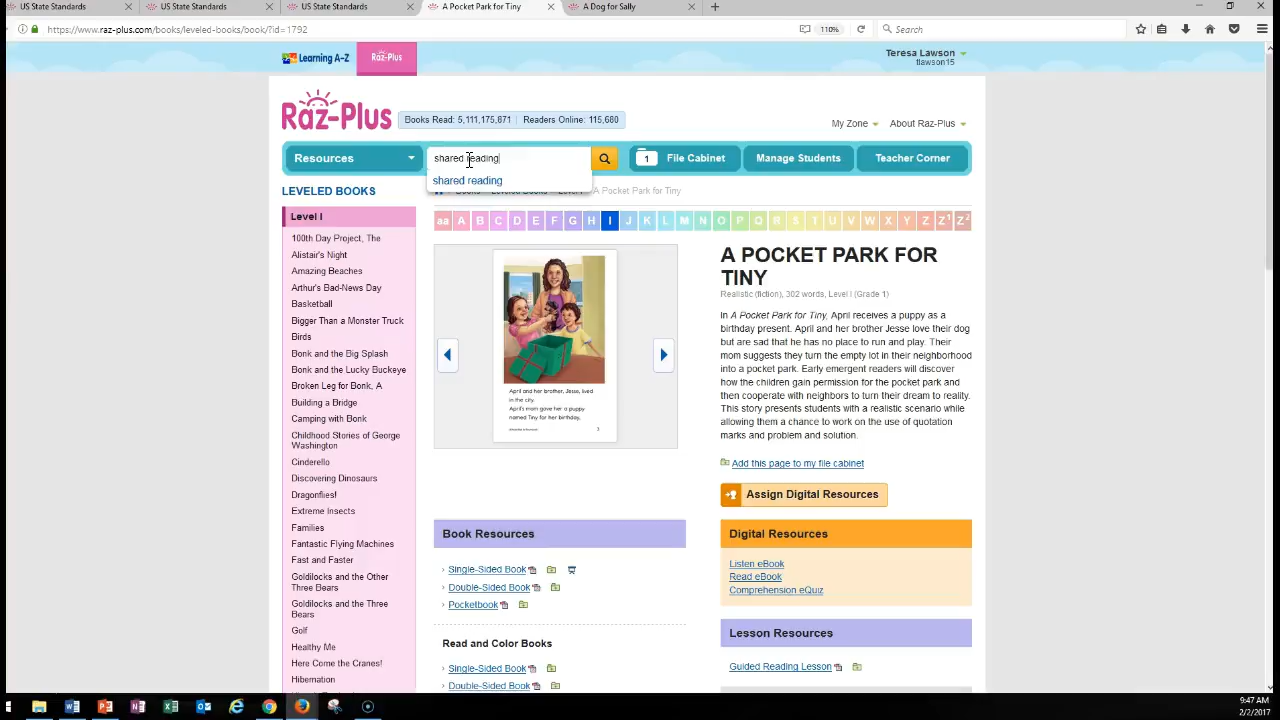 US State Standards
US State Standards
US State Standards
A Pocket Park for Tiny
A Dog for Sally
https://www.raz-plus.com/books/leveled-books/book/?id=1792
110%
Search
Learning A-Z
Raz-Plus
Teresa Lawson
tlawson15
Raz-Plus
Books Read: 5,111,175,871 | Readers Online: 115,680
My Zone
About Raz-Plus
Resources
shared reading
1 File Cabinet
Manage Students
Teacher Corner
shared reading
A Pocket Park for Tiny
LEVELED BOOKS
Level I
100th Day Project, The
Alistair's Night
Amazing Beaches
Arthur's Bad-News Day
Basketball
Bigger Than a Monster Truck
Birds
Bonk and the Big Splash
Bonk and the Lucky Buckeye
Broken Leg for Bonk, A
Building a Bridge
Camping with Bonk
Childhood Stories of George
Washington
Cinderello
Discovering Dinosaurs
Dragonflies!
Extreme Insects
Families
Fantastic Flying Machines
Fast and Faster
Goldilocks and the Other
Three Bears
Goldilocks and the Three
Bears
Golf
Healthy Me
Here Come the Cranes!
Hibernation
aa A B C D E F G H I J K L M N O P Q R S T U V W X Y Z Z1 Z2
April and her brother, Jesse, lived
in the city.
April's mom gave her a puppy
named Tiny for her birthday.
3
A POCKET PARK FOR
TINY
Realistic (fiction), 302 words, Level I (Grade 1)
In A Pocket Park for Tiny, April receives a puppy as a
birthday present. April and her brother Jesse love their dog
but are sad that he has no place to run and play. Their
mom suggests they turn the empty lot in their neighborhood
into a pocket park. Early emergent readers will discover
how the children gain permission for the pocket park and
then cooperate with neighbors to turn their dream to reality.
This story presents students with a realistic scenario while
allowing them a chance to work on the use of quotation
marks and problem and solution.
Add this page to my file cabinet
Assign Digital Resources
Book Resources
Single-Sided Book
Double-Sided Book
Pocketbook
Read and Color Books
Single-Sided Book
Double-Sided Book
Digital Resources
Listen eBook
Read eBook
Comprehension eQuiz
Lesson Resources
Guided Reading Lesson
9:47 AM
2/2/2017